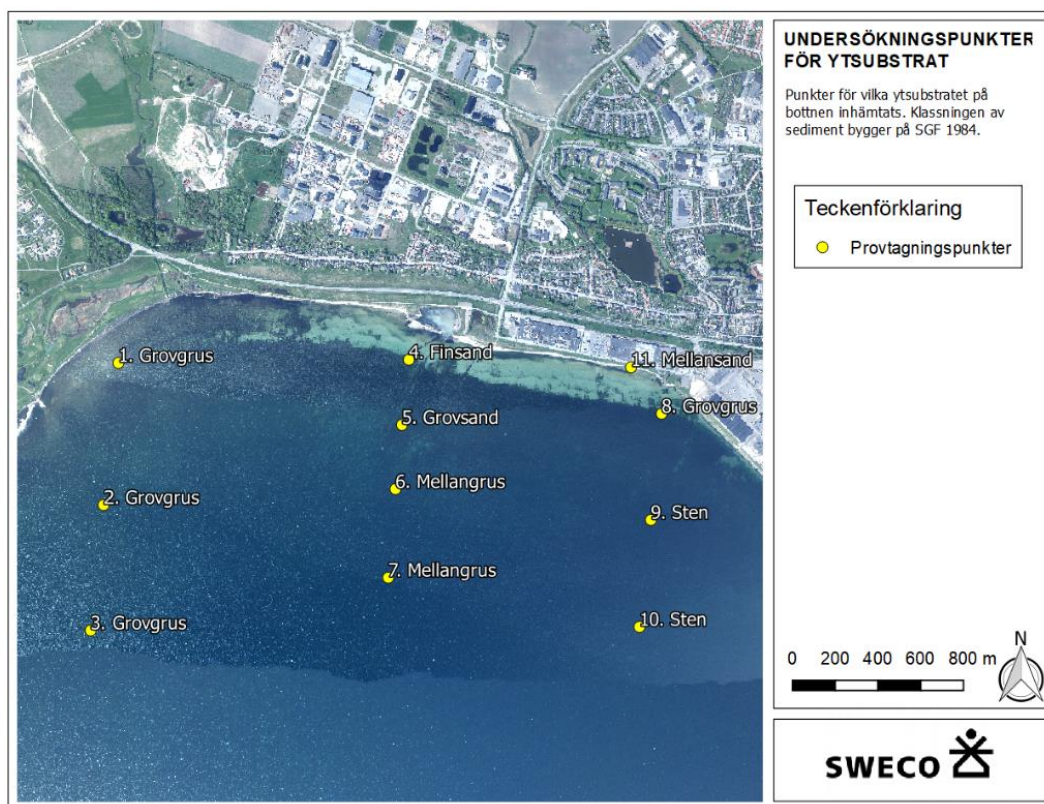 UNDERSÖKNINGSPUNKTER
FÖR YTSUBSTRAT
Punkter för vilka ytsubstratet på
bottnen inhämtats. Klassningen av
sediment bygger på SGF 1984.
Teckenförklaring
Provtagningspunkter
1. Grovgrus
4. Finsand
11. Mellansand
8. Grovgrus
5. Grovsand
6. Mellangrus
2. Grovgrus
9. Sten
7. Mellangrus
3. Grovgrus
10. Sten
0 200 400 600 800 m
N
SWECO